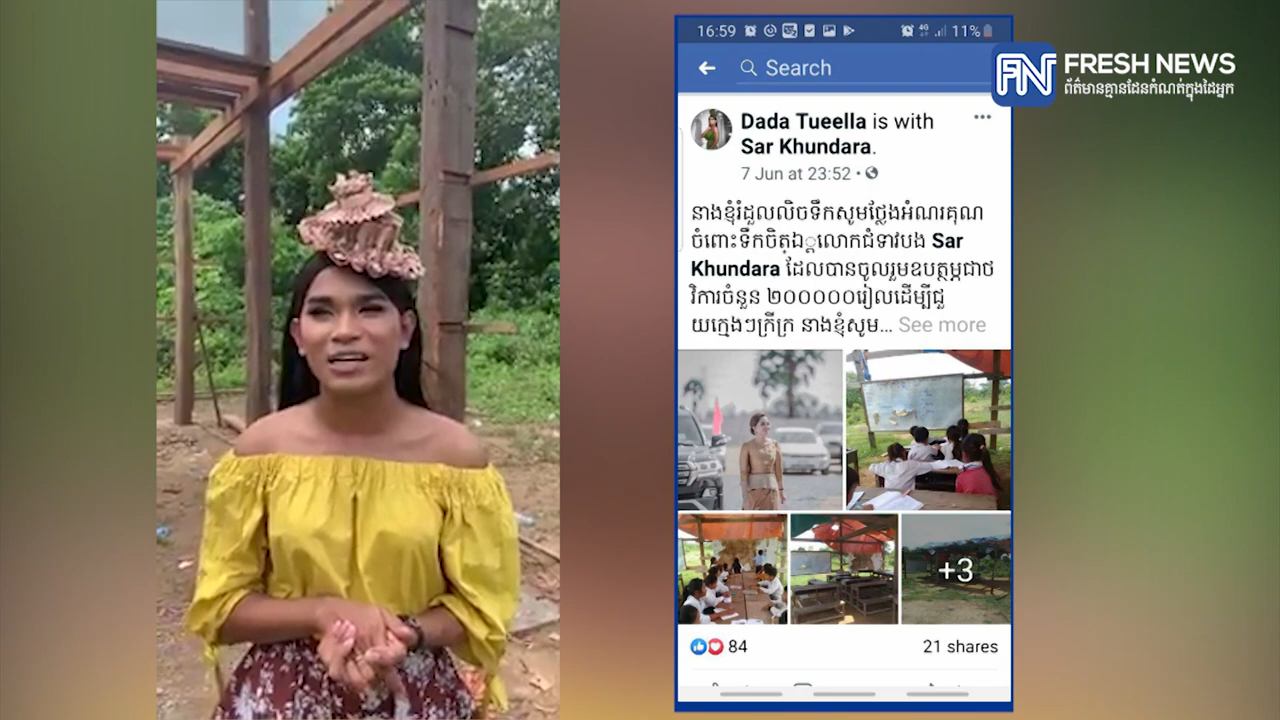 16:59
4G
11%
Search
FRESH NEWS
ព័ត៌មានគ្មានដែនកំណត់ក្នុងដៃអ្នក
Dada Tueella is with
Sar Khundara.
7 Jun at 23:52
នាងខ្ញុំរំដួលលិចទឹកសូមថ្លែងអំណរគុណ
ចំពោះទឹកចិត្តឯ្តលោកជំទាវបង Sar
Khundara ដែលបានចូលរួមឧបត្ថម្ភជាថ
វិការចំនួន ២០០០០០រៀលដើម្បីជួ
យក្មេងៗក្រីក្រ នាងខ្ញុំសូម... See more
+3
84
21 shares